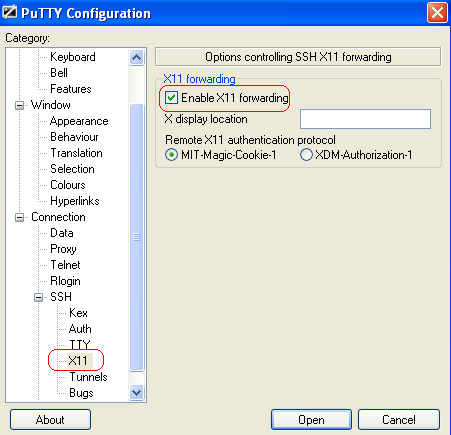 PuTTY Configuration
Category:
Keyboard
Bell
Features
Window
Appearance
Behaviour
Translation
Selection
Colours
Hyperlinks
Connection
Data
Proxy
Telnet
Rlogin
SSH
Kex
Auth
TTY
X11
Tunnels
Bugs
Options controlling SSH X11 forwarding
X11 forwarding
Enable X11 forwarding
X display location
Remote X11 authentication protocol
MIT-Magic-Cookie-1 XDM-Authorization-1
About Open Cancel